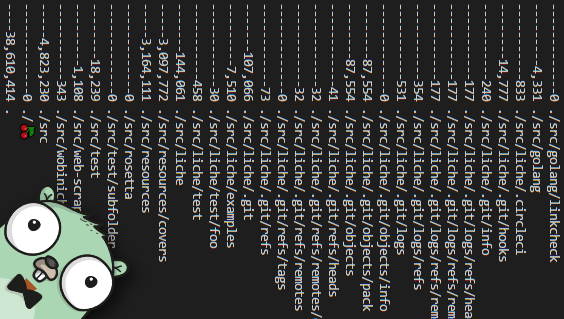 ------------0 ./src/golang/linkcheck
--------4,331 ./src/golang
----------833 ./src/liche/.circleci
-------14,777 ./src/liche/.git/hooks
----------240 ./src/liche/.git/info
----------177 ./src/liche/.git/logs/refs/hea
----------177 ./src/liche/.git/logs/refs/rem
----------177 ./src/liche/.git/logs/refs/rem
----------354 ./src/liche/.git/logs/refs
----------531 ./src/liche/.git/logs
------------0 ./src/liche/.git/objects/info
-------87,554 ./src/liche/.git/objects/pack
-------87,554 ./src/liche/.git/objects
-----------41 ./src/liche/.git/refs/heads
-----------32 ./src/liche/.git/refs/remotes/
-----------32 ./src/liche/.git/refs/remotes
------------0 ./src/liche/.git/refs/tags
-----------73 ./src/liche/.git/refs
------107,066 ./src/liche/.git
--------7,510 ./src/liche/examples
-----------30 ./src/liche/test/foo
----------458 ./src/liche/test
------144,061 ./src/liche
----3,097,772 ./src/resources/covers
----3,164,111 ./src/resources
------------0 ./src/rosetta
------------0 ./src/test/subfolder
-------18,239 ./src/test
--------1,108 ./src/web-scrap
----------343 ./src/wobinich
----4,823,230 ./src
------------0 ./🍒
---38,610,414 .